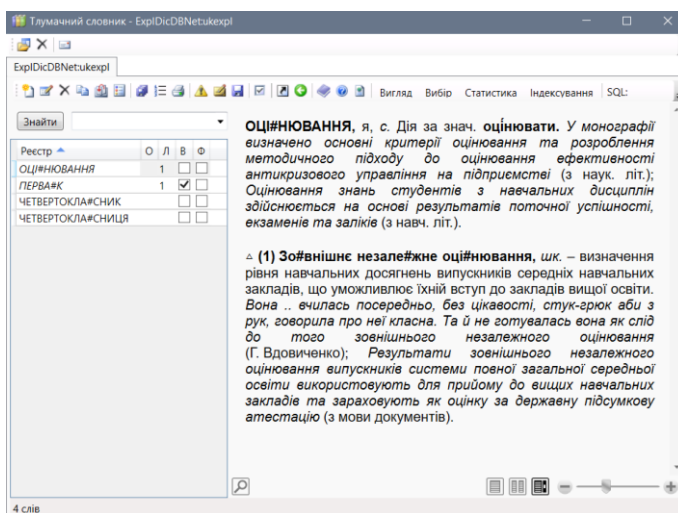 Тлумачний словник - ExplDicDBNet:ukexpl
ExplDicDBNet:ukexpl
Вигляд Вибір Статистика Індексування SQL:
Знайти
Реєстр О Л В Ф
ОЦІ#НЮВАННЯ 1
ПЕРВА#К 1
ЧЕТВЕРТОКЛА#СНИК
ЧЕТВЕРТОКЛА#СНИЦЯ
ОЦІ#НЮВАННЯ, я, с. Дія за знач. оці́нювати. У монографії
визначено основні критерії оцінювання та розроблення
методичного підходу до оцінювання ефективності
антикризового управління на підприємстві (з наук. літ.);
Оцінювання знань студентів з навчальних дисциплін
здійснюється на основі результатів поточної успішності,
екзаменів та заліків (з навч. літ.).
△ (1) Зо#внішнє незале#жне оці#нювання, шк. – визначення
рівня навчальних досягнень випускників середніх навчальних
закладів, що уможливлює їхній вступ до закладів вищої освіти.
Вона .. вчилась посередньо, без цікавості, стук-грюк аби з
рук, говорила про неї класна. Та й не готувалась вона як слід
до того зовнішнього незалежного оцінювання
(Г. Вдовиченко); Результати зовнішнього незалежного
оцінювання випускників системи повної загальної середньої
освіти використовують для прийому до вищих навчальних
закладів та зараховують як оцінку за державну підсумкову
атестацію (з мови документів).
4 слів